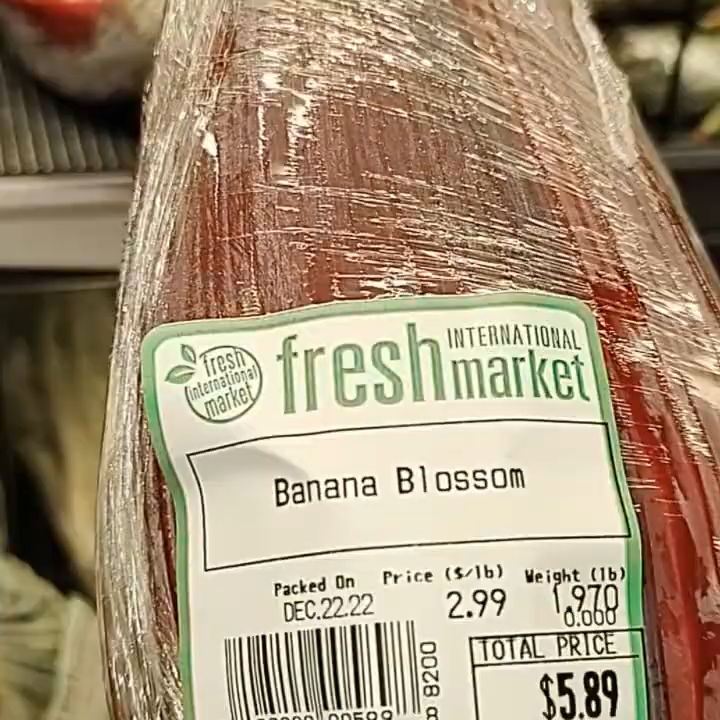 fresh
international
market
fresh INTERNATIONAL
market
Banana Blossom
Packed On Price ($/lb) Weight (lb)
DEC.22.22 2.99 1.970
0.000
TOTAL PRICE
$5.89
8200